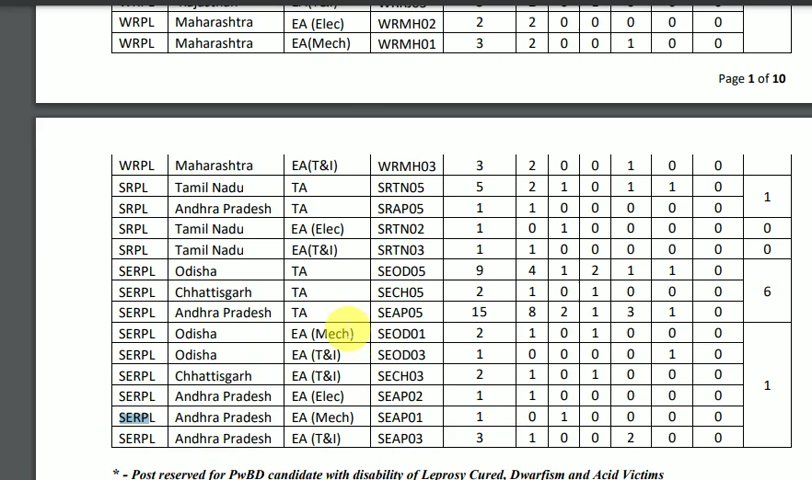 WRPL Maharashtra EA (Elec) WRMH02 2 2 0 0 0 0 0
WRPL Maharashtra EA(Mech) WRMH01 3 2 0 0 1 0 0
Page 1 of 10
WRPL Maharashtra EA(T&I) WRMH03 3 2 0 0 1 0 0
SRPL Tamil Nadu TA SRTN05 5 2 1 0 1 1 0 1
SRPL Andhra Pradesh TA SRAP05 1 1 0 0 0 0 0
SRPL Tamil Nadu EA (Elec) SRTN02 1 0 1 0 0 0 0 0
SRPL Tamil Nadu EA(T&I) SRTN03 1 1 0 0 0 0 0 0
SERPL Odisha TA SEOD05 9 4 1 2 1 1 0
SERPL Chhattisgarh TA SECH05 2 1 0 1 0 0 0 6
SERPL Andhra Pradesh TA SEAP05 15 8 2 1 3 1 0
SERPL Odisha EA (Mech) SEOD01 2 1 0 1 0 0 0
SERPL Odisha EA (T&I) SEOD03 1 0 0 0 0 1 0
SERPL Chhattisgarh EA (T&I) SECH03 2 1 0 1 0 0 0 1
SERPL Andhra Pradesh EA (Elec) SEAP02 1 1 0 0 0 0 0
SERPL Andhra Pradesh EA (Mech) SEAP01 1 0 1 0 0 0 0
SERPL Andhra Pradesh EA (T&I) SEAP03 3 1 0 0 2 0 0
* - Post reserved for PwBD candidate with disability of Leprosy Cured, Dwarfism and Acid Victims